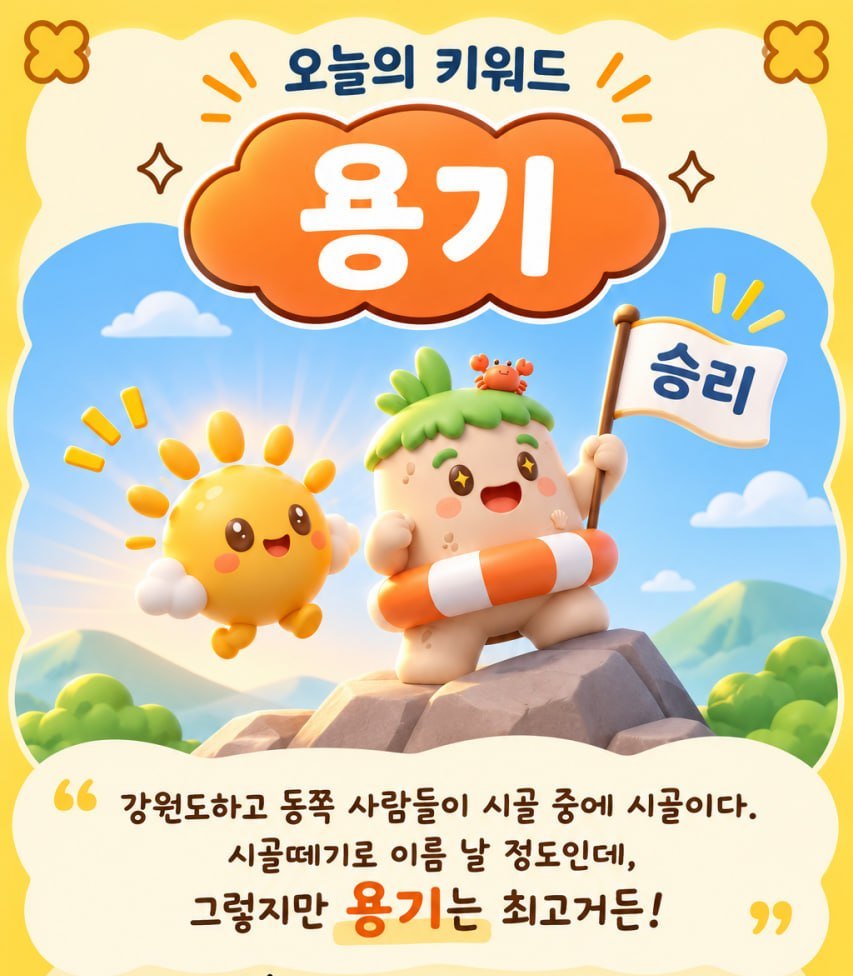 오늘의 키워드
용기
승리
“ 강원도하고 동쪽 사람들이 시골 중에 시골이다.
시골떼기로 이름 날 정도인데,
그렇지만 용기는 최고거든! ”